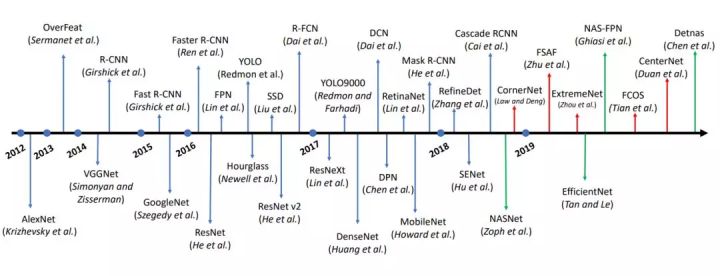 OverFeat
(Sermanet et al.)
R-CNN
(Girshick et al.)
Fast R-CNN
(Girshick et al.)
Faster R-CNN
(Ren et al.)
FPN
(Lin et al.)
YOLO
(Redmon et al.)
SSD
(Liu et al.)
R-FCN
(Dai et al.)
YOLO9000
(Redmon and
Farhadi)
DCN
(Dai et al.)
RetinaNet
(Lin et al.)
Mask R-CNN
(He et al.)
RefineDet
(Zhang et al.)
Cascade RCNN
(Cai et al.)
CornerNet
(Law and Deng)
FSAF
(Zhu et al.)
ExtremeNet
(Zhou et al.)
NAS-FPN
(Ghiasi et al.)
FCOS
(Tian et al.)
CenterNet
(Duan et al.)
Detnas
(Chen et al.)
2012
2013
2014
2015
2016
2017
2018
2019
AlexNet
(Krizhevsky et al.)
VGGNet
(Simonyan and
Zisserman)
GoogleNet
(Szegedy et al.)
ResNet
(He et al.)
Hourglass
(Newell et al.)
ResNet v2
(He et al.)
ResNeXt
(Lin et al.)
DenseNet
(Huang et al.)
DPN
(Chen et al.)
MobileNet
(Howard et al.)
SENet
(Hu et al.)
NASNet
(Zoph et al.)
EfficientNet
(Tan and Le)